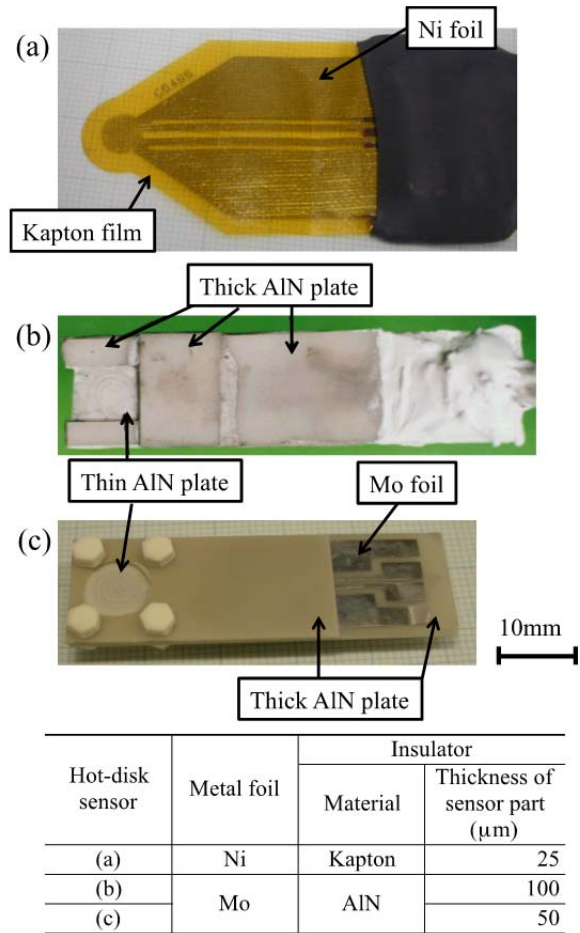 (a)
Ni foil
Kapton film
Thick AlN plate
(b)
Thin AlN plate
Mo foil
(c)
10mm
Thick AlN plate
Hot-disk sensor
Metal foil
Insulator
Material
Thickness of sensor part (μm)
(a) Ni Kapton 25
(b) Mo AlN 100
(c) 50